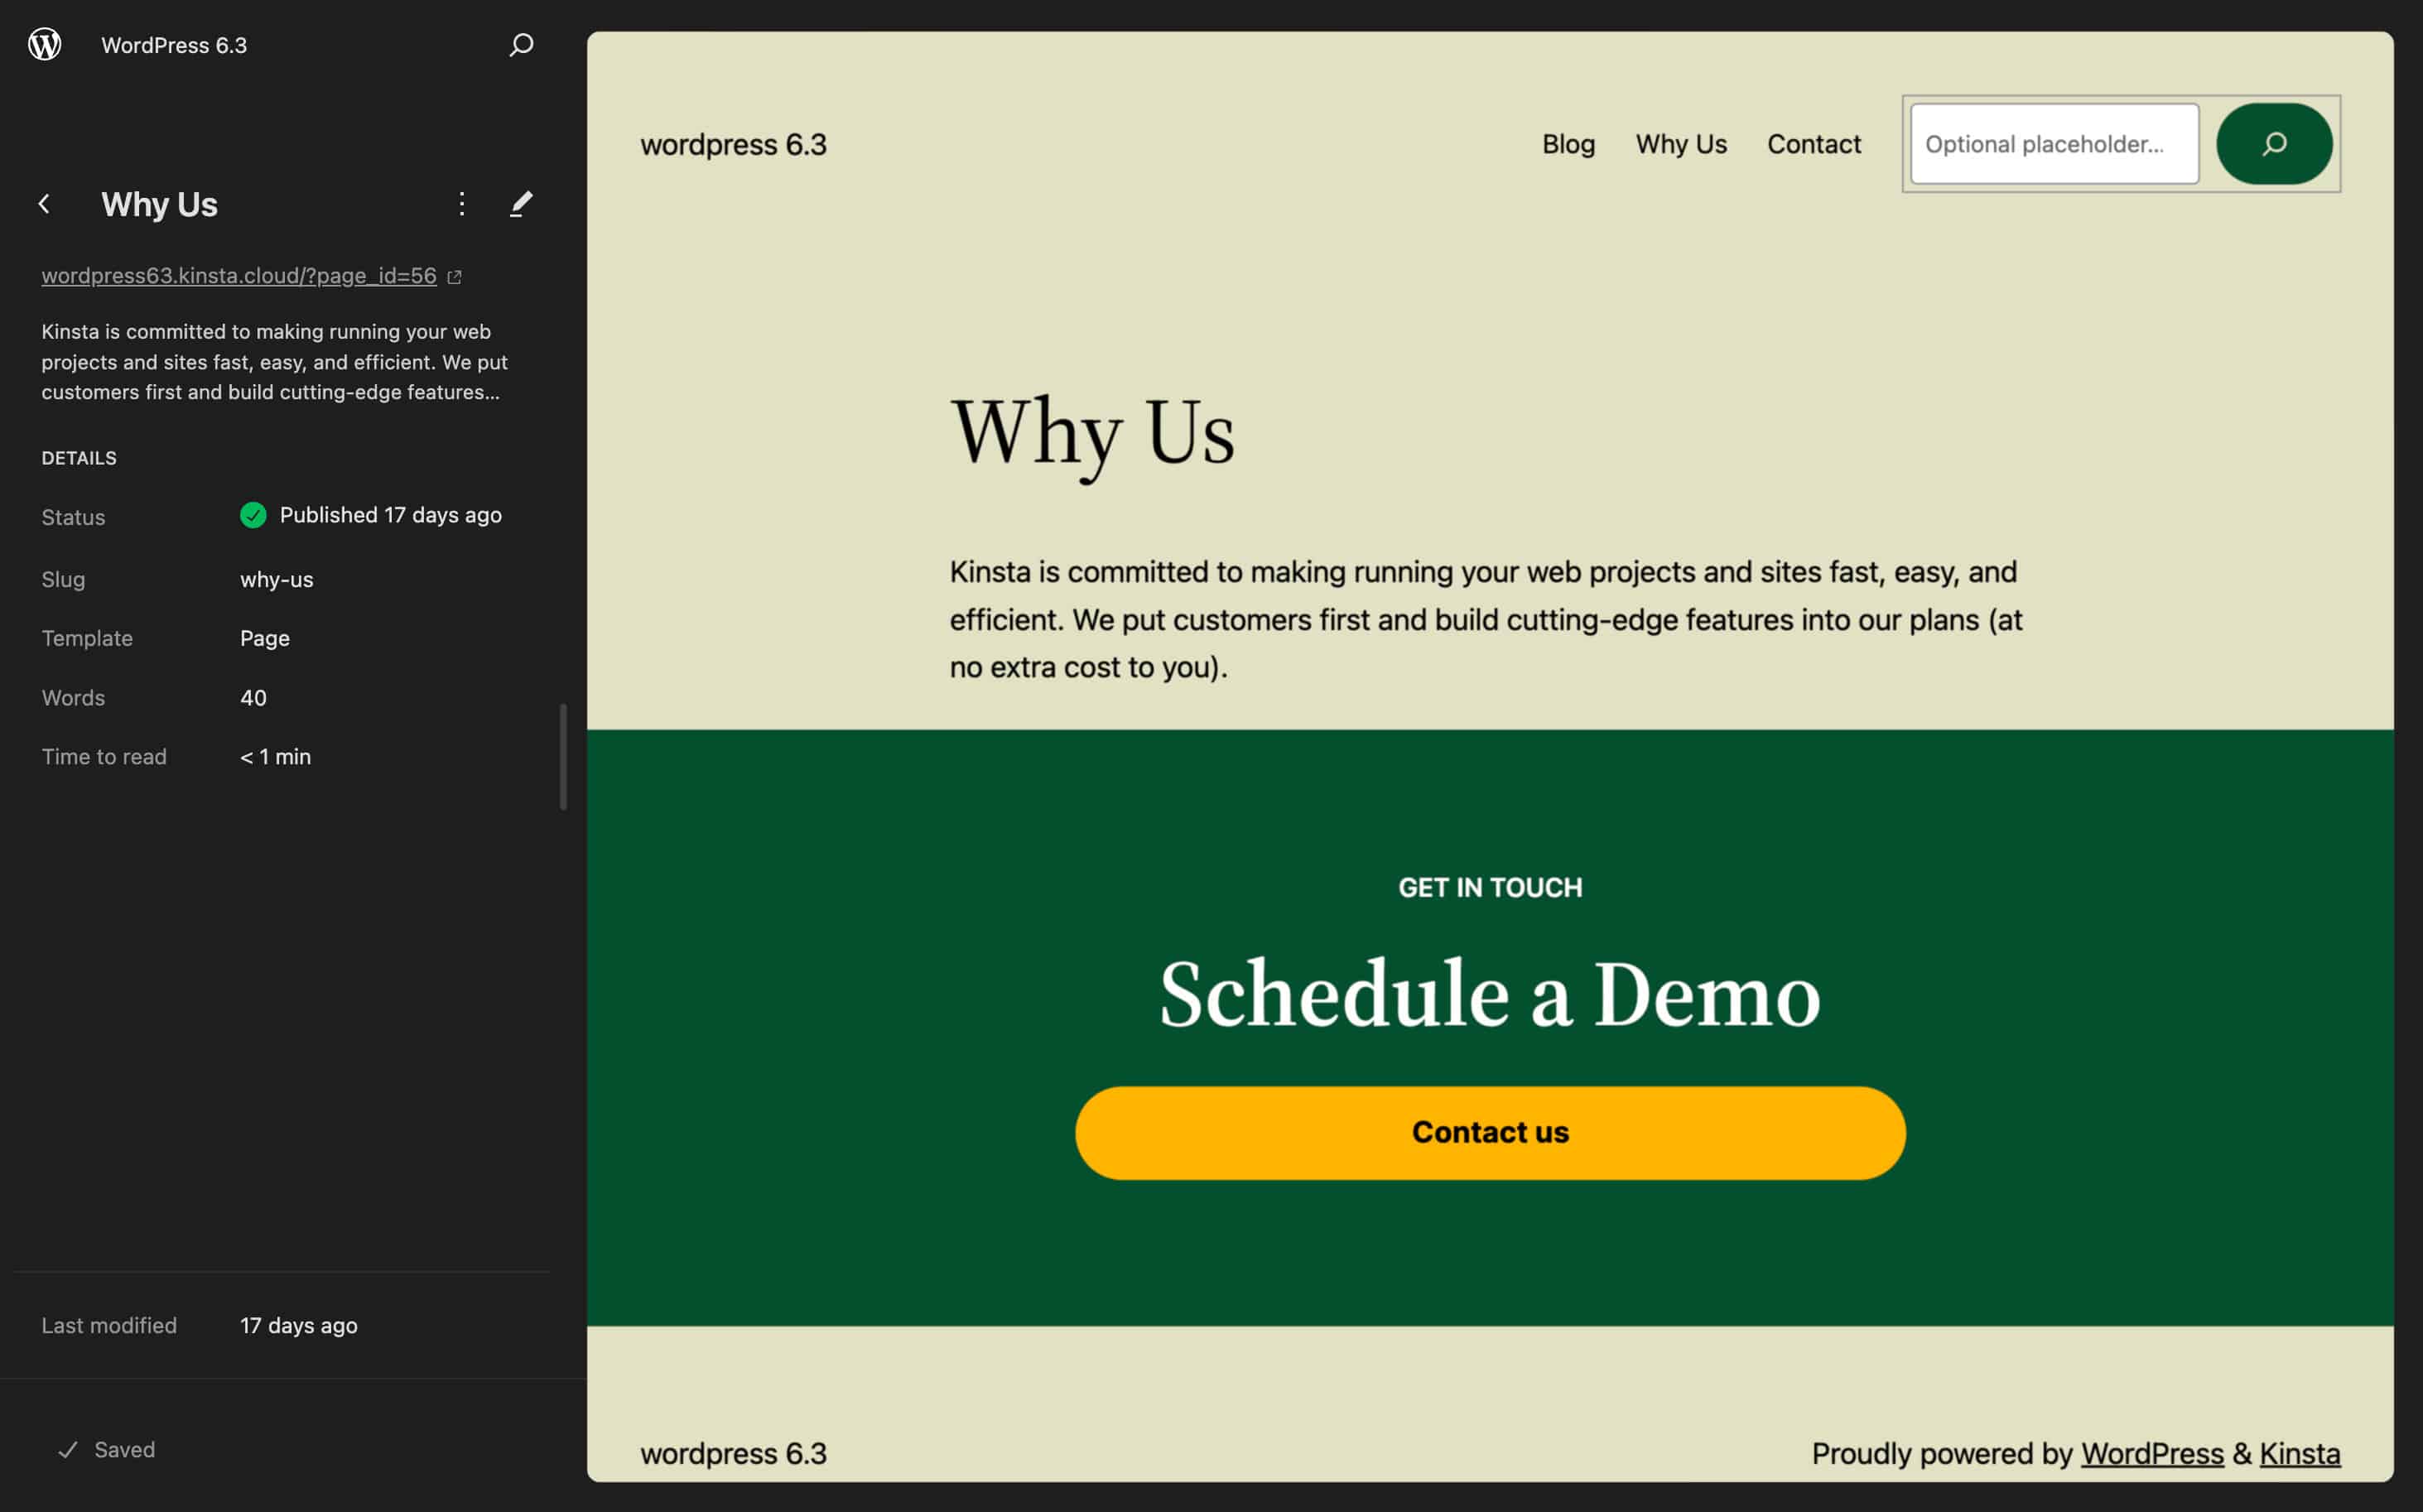 WordPress 6.3
Why Us
wordpress63.kinsta.cloud/?page_id=56
Kinsta is committed to making running your web
projects and sites fast, easy, and efficient. We put
customers first and build cutting-edge features...
DETAILS
Status Published 17 days ago
Slug why-us
Template Page
Words 40
Time to read < 1 min
Last modified 17 days ago
Saved
wordpress 6.3 Blog Why Us Contact Optional placeholder...
Why Us
Kinsta is committed to making running your web projects and sites fast, easy, and
efficient. We put customers first and build cutting-edge features into our plans (at
no extra cost to you).
GET IN TOUCH
Schedule a Demo
Contact us
wordpress 6.3 Proudly powered by WordPress & Kinsta